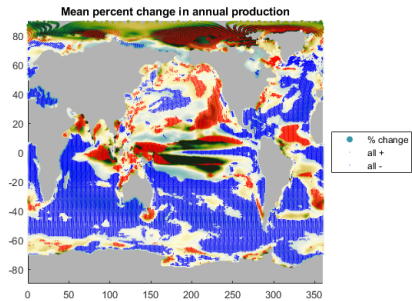 Mean percent change in annual production
80
60
40
20
0
-20
-40
-60
-80
0 50 100 150 200 250 300 350
% change
all +
all -